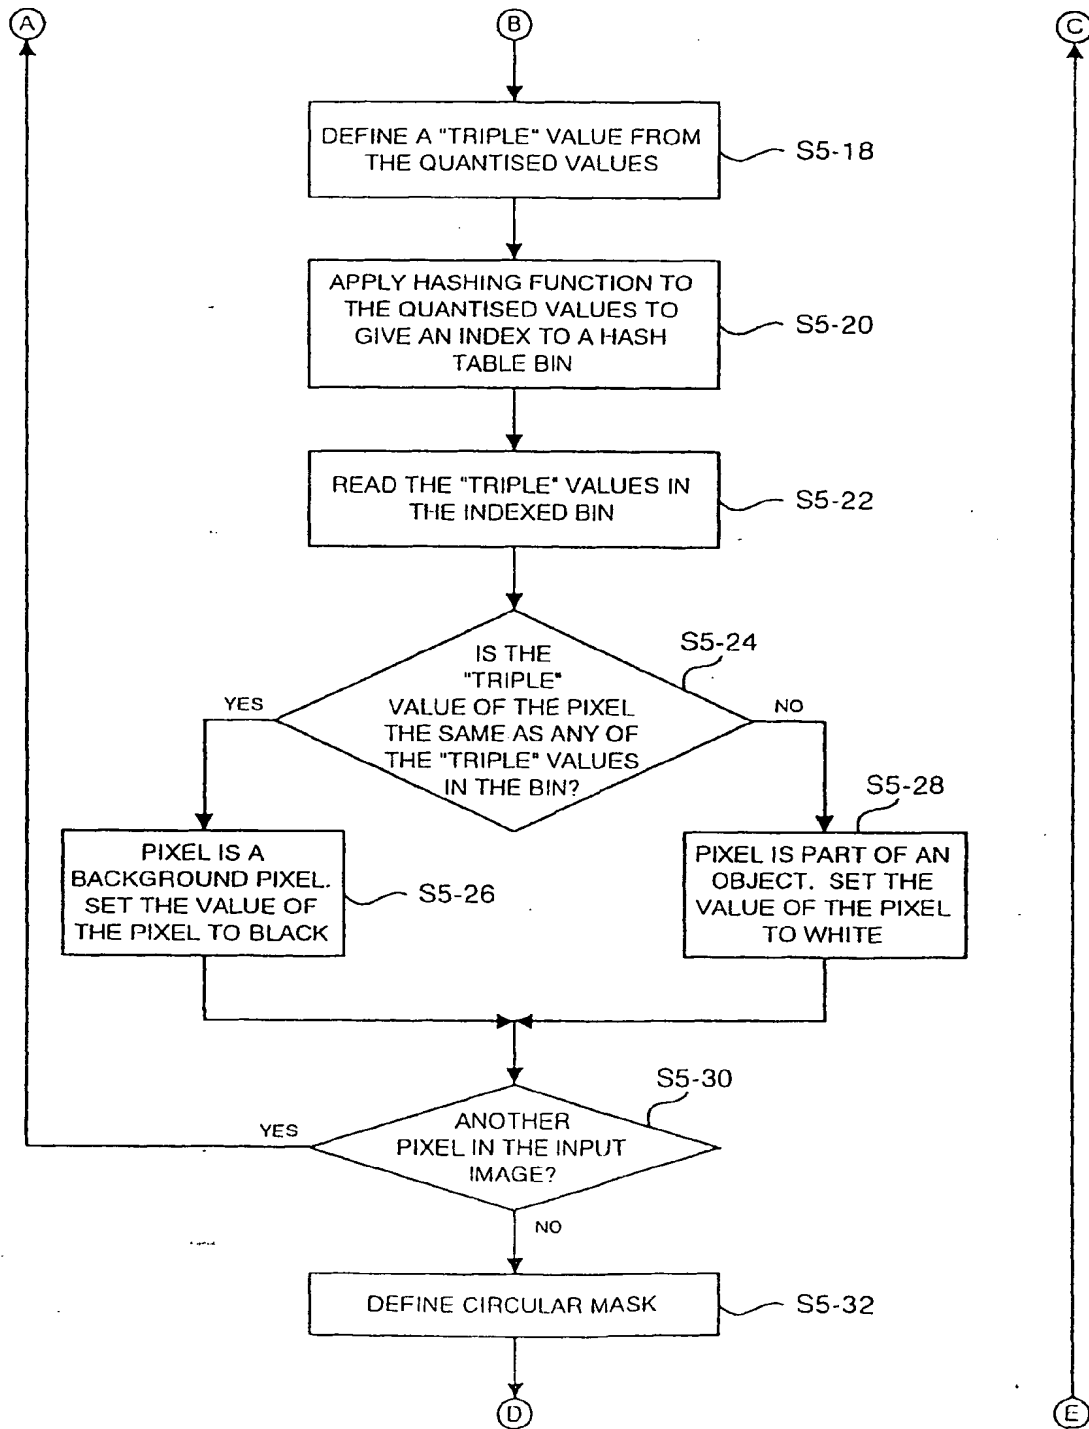 A
B
C
DEFINE A "TRIPLE" VALUE FROM
THE QUANTISED VALUES
S5-18
APPLY HASHING FUNCTION TO
THE QUANTISED VALUES TO
GIVE AN INDEX TO A HASH
TABLE BIN
S5-20
READ THE "TRIPLE" VALUES IN
THE INDEXED BIN
S5-22
IS THE
"TRIPLE"
VALUE OF THE PIXEL
THE SAME AS ANY OF
THE "TRIPLE" VALUES
IN THE BIN?
S5-24
YES
NO
PIXEL IS A
BACKGROUND PIXEL.
SET THE VALUE OF
THE PIXEL TO BLACK
S5-26
S5-28
PIXEL IS PART OF AN
OBJECT. SET THE
VALUE OF THE PIXEL
TO WHITE
S5-30
ANOTHER
PIXEL IN THE INPUT
IMAGE?
YES
NO
DEFINE CIRCULAR MASK
S5-32
D
E